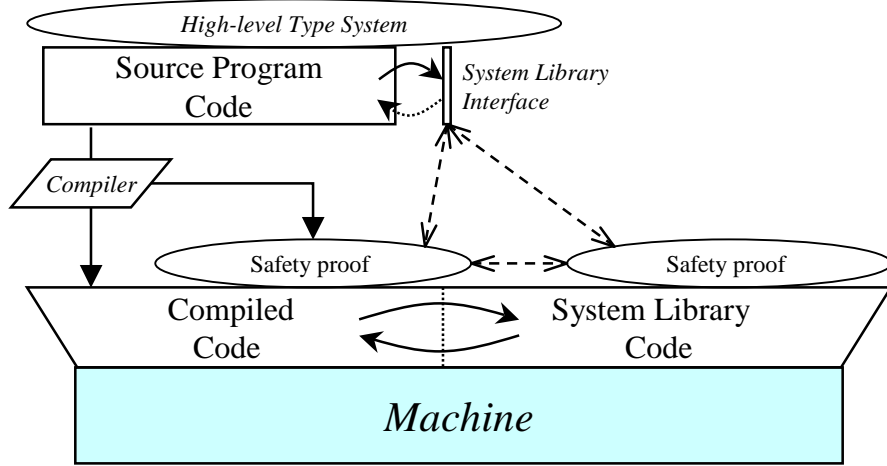 High-level Type System
Source Program
Code
System Library
Interface
Compiler
Safety proof
Safety proof
Compiled
Code
System Library
Code
Machine